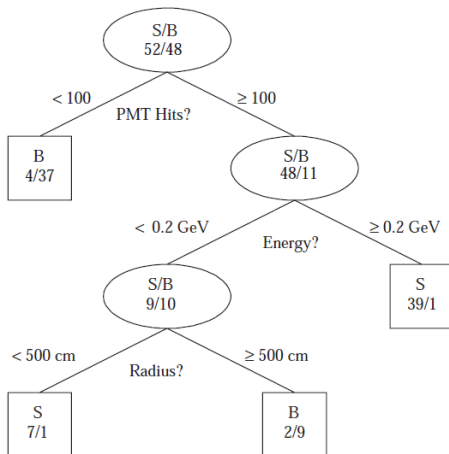 S/B
52/48
< 100
PMT Hits?
≥ 100
B
4/37
S/B
48/11
< 0.2 GeV
Energy?
≥ 0.2 GeV
S/B
9/10
S
39/1
< 500 cm
Radius?
≥ 500 cm
S
7/1
B
2/9